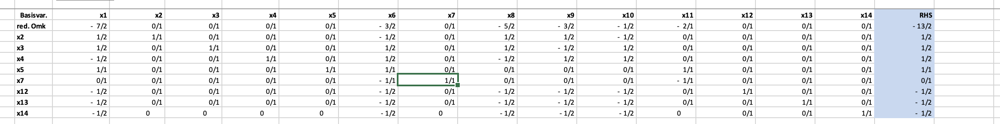 Basisvar. x1 x2 x3 x4 x5 x6 x7 x8 x9 x10 x11 x12 x13 x14 RHS
red. Omk - 7/2 0/1 0/1 0/1 0/1 - 3/2 0/1 - 5/2 - 3/2 - 1/2 - 2/1 0/1 0/1 0/1 - 13/2
x2 1/2 1/1 0/1 0/1 0/1 - 1/2 0/1 1/2 1/2 - 1/2 0/1 0/1 0/1 0/1 1/2
x3 1/2 0/1 1/1 0/1 0/1 1/2 0/1 1/2 - 1/2 1/2 0/1 0/1 0/1 0/1 1/2
x4 - 1/2 0/1 0/1 1/1 0/1 1/2 0/1 - 1/2 1/2 1/2 0/1 0/1 0/1 0/1 1/2
x5 1/1 0/1 0/1 0/1 1/1 1/1 0/1 0/1 0/1 0/1 1/1 0/1 0/1 0/1 1/1
x7 0/1 0/1 0/1 0/1 0/1 - 1/1 1/1 0/1 0/1 0/1 - 1/1 0/1 0/1 0/1 0/1
x12 - 1/2 0/1 0/1 0/1 0/1 - 1/2 0/1 - 1/2 - 1/2 - 1/2 0/1 1/1 0/1 0/1 - 1/2
x13 - 1/2 0/1 0/1 0/1 0/1 - 1/2 0/1 - 1/2 - 1/2 - 1/2 0/1 0/1 1/1 0/1 - 1/2
x14 - 1/2 0 0 0 0 - 1/2 0 - 1/2 - 1/2 - 1/2 0 0/1 0/1 1/1 - 1/2